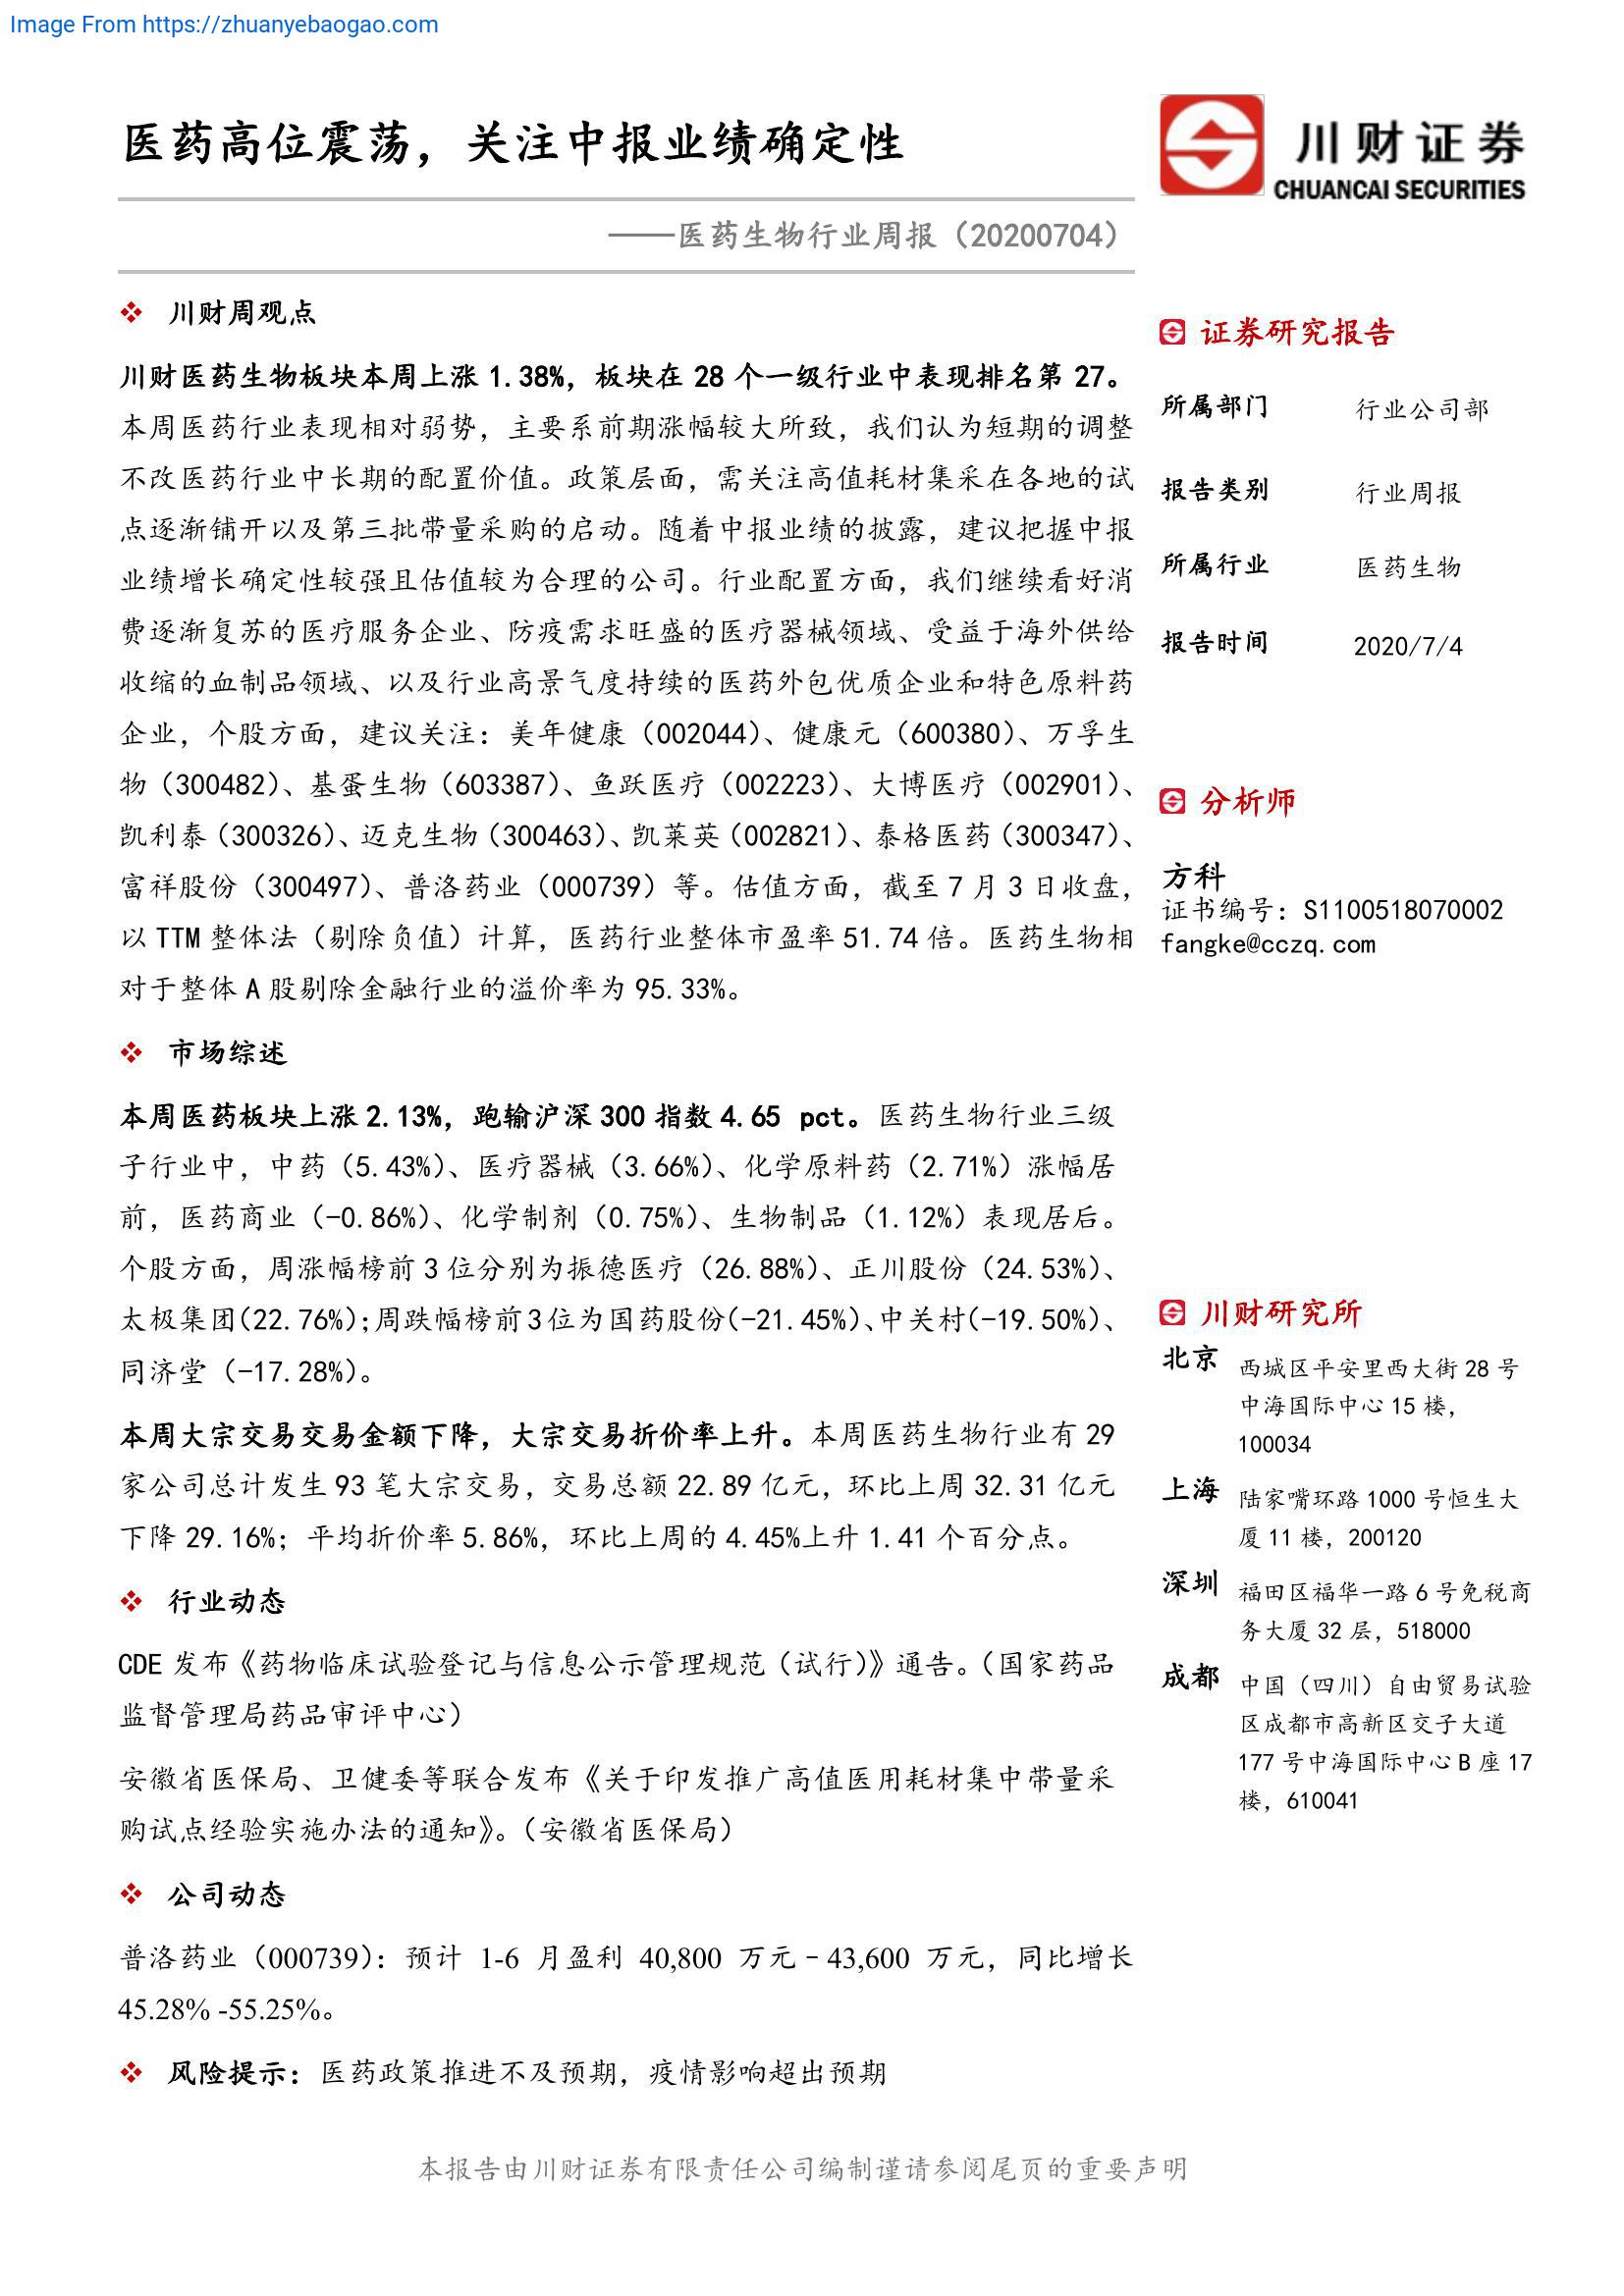 Image From https://zhuanyebaogao.com
医药高位震荡，关注中报业绩确定性
——医药生物行业周报（20200704）
川财证券
CHUANCAI SECURITIES
川财周观点
川财医药生物板块本周上涨 1.38%，板块在 28 个一级行业中表现排名第 27。
本周医药行业表现相对弱势，主要系前期涨幅较大所致，我们认为短期的调整
不改医药行业中长期的配置价值。政策层面，需关注高值耗材集采在各地的试
点逐渐铺开以及第三批带量采购的启动。随着中报业绩的披露，建议把握中报
业绩增长确定性较强且估值较为合理的公司。行业配置方面，我们继续看好消
费逐渐复苏的医疗服务企业、防疫需求旺盛的医疗器械领域、受益于海外供给
收缩的血制品领域、以及行业高景气度持续的医药外包优质企业和特色原料药
企业，个股方面，建议关注：美年健康（002044）、健康元（600380）、万孚生
物（300482）、基蛋生物（603387）、鱼跃医疗（002223）、大博医疗（002901）、
凯利泰（300326）、迈克生物（300463）、凯莱英（002821）、泰格医药（300347）、
富祥股份（300497）、普洛药业（000739）等。估值方面，截至 7 月 3 日收盘，
以 TTM 整体法（剔除负值）计算，医药行业整体市盈率 51.74 倍。医药生物相
对于整体 A 股剔除金融行业的溢价率为 95.33%。
市场综述
本周医药板块上涨 2.13%，跑输沪深 300 指数 4.65 pct。医药生物行业三级
子行业中，中药（5.43%）、医疗器械（3.66%）、化学原料药（2.71%）涨幅居
前，医药商业（-0.86%）、化学制剂（0.75%）、生物制品（1.12%）表现居后。
个股方面，周涨幅榜前 3 位分别为振德医疗（26.88%）、正川股份（24.53%）、
太极集团(22.76%)；周跌幅榜前 3 位为国药股份(-21.45%)、中关村(-19.50%)、
同济堂（-17.28%）。
本周大宗交易交易金额下降，大宗交易折价率上升。本周医药生物行业有 29
家公司总计发生 93 笔大宗交易，交易总额 22.89 亿元，环比上周 32.31 亿元
下降 29.16%；平均折价率 5.86%，环比上周的 4.45%上升 1.41 个百分点。
行业动态
CDE 发布《药物临床试验登记与信息公示管理规范（试行）》通告。（国家药品
监督管理局药品审评中心）
安徽省医保局、卫健委等联合发布《关于印发推广高值医用耗材集中带量采
购试点经验实施办法的通知》。（安徽省医保局）
公司动态
普洛药业（000739）：预计 1-6 月盈利 40,800 万元–43,600 万元，同比增长
45.28% -55.25%。
风险提示：医药政策推进不及预期，疫情影响超出预期
证券研究报告
所属部门 行业公司部
报告类别 行业周报
所属行业 医药生物
报告时间 2020/7/4
分析师
方科
证书编号：S1100518070002
fangke@cczq.com
川财研究所
北京 西城区平安里西大街 28 号
中海国际中心 15 楼，
100034
上海 陆家嘴环路 1000 号恒生大
厦 11 楼，200120
深圳 福田区福华一路 6 号免税商
务大厦 32 层，518000
成都 中国（四川）自由贸易试验
区成都市高新区交子大道
177 号中海国际中心 B 座 17
楼，610041
本报告由川财证券有限责任公司编制谨请参阅尾页的重要声明